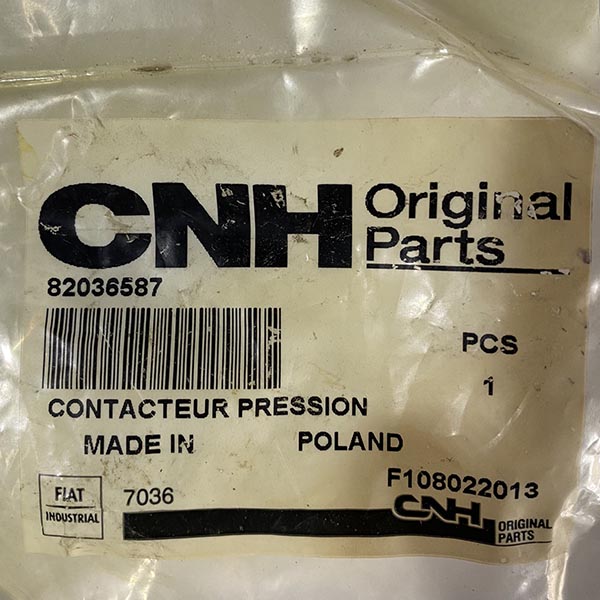 CNH Original Parts
82036587
PCS
1
CONTACTEUR PRESSION
MADE IN POLAND
F108022013
FIAT INDUSTRIAL
7036
CNH ORIGINAL PARTS